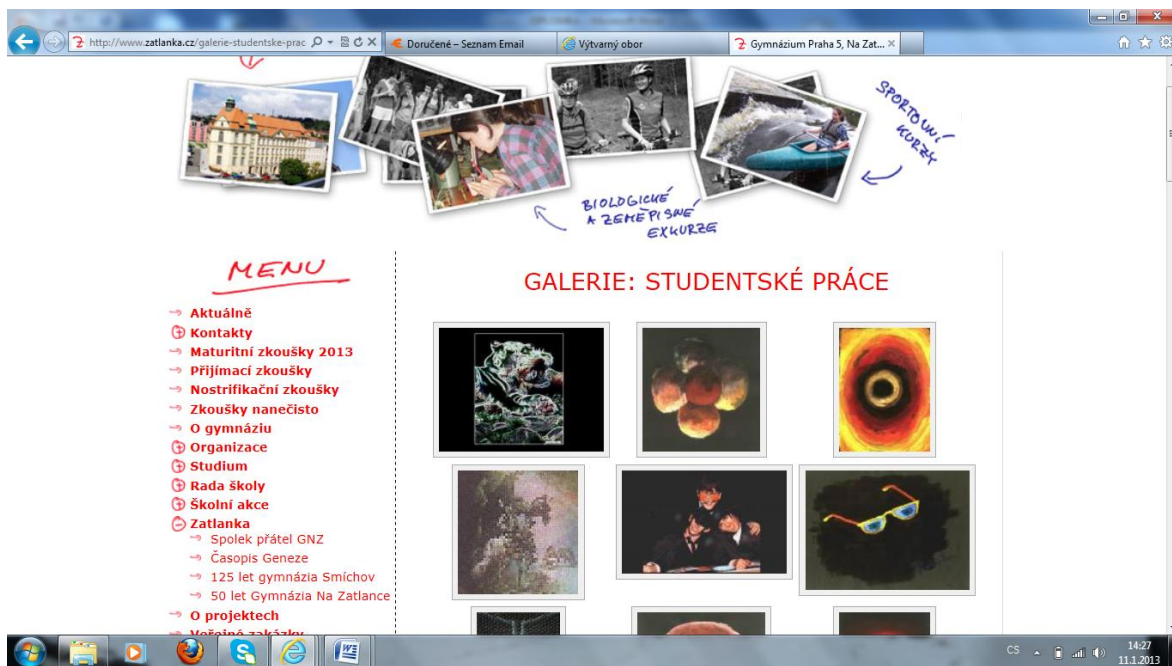 http://www.zatlanka.cz/galerie-studentske-prac
Doručené – Seznam Email
Výtvarný obor
Gymnázium Praha 5, Na Zat...
SPORTOVNÍ
KURZY
BIOLOGICKÉ
A ZEMĚPISNÉ
EXKURZE
MENU
GALERIE: STUDENTSKÉ PRÁCE
Aktuálně
Kontakty
Maturitní zkoušky 2013
Přijímací zkoušky
Nostrifikační zkoušky
Zkoušky nanečisto
O gymnáziu
Organizace
Studium
Rada školy
Školní akce
Zatlanka
Spolek přátel GNZ
Časopis Geneze
125 let gymnázia Smíchov
50 let Gymnázia Na Zatlance
O projektech
Veřejné zakázky
CS
14:27
11.1.2013